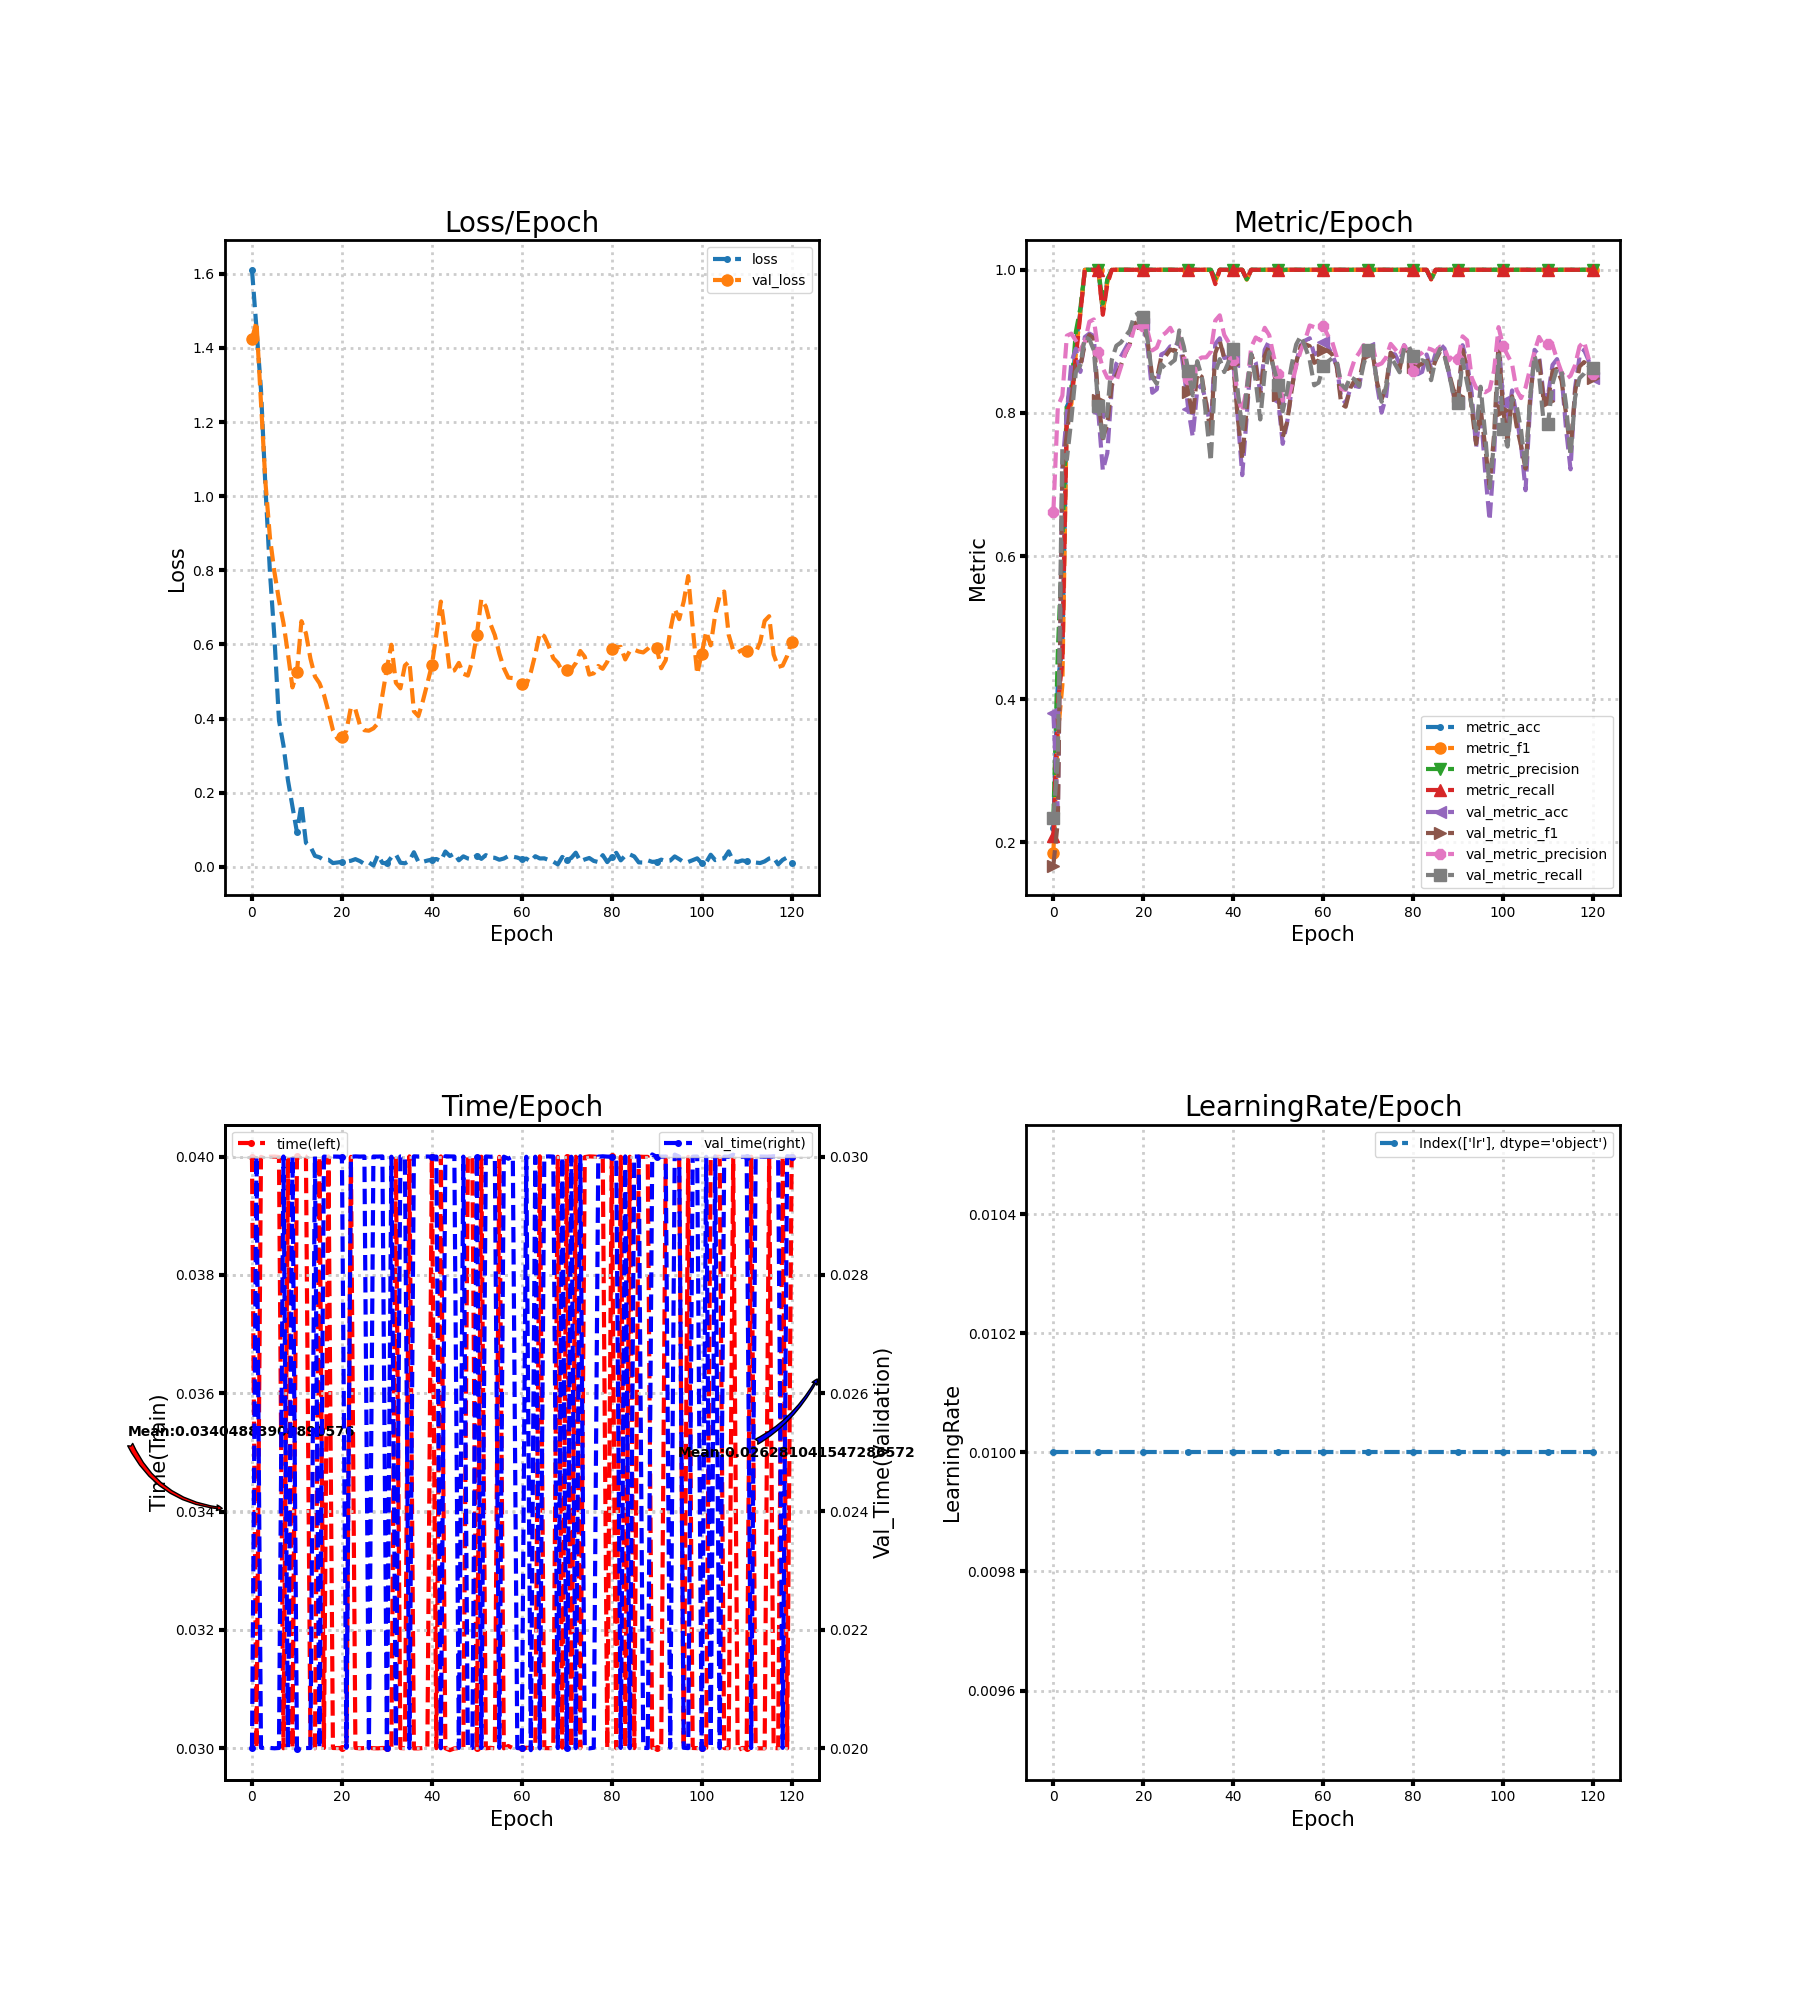 Loss/Epoch
loss
val_loss
1.6
1.4
1.2
1.0
0.8
0.6
0.4
0.2
0.0
Loss
0 20 40 60 80 100 120
Epoch
Metric/Epoch
1.0
0.8
0.6
0.4
0.2
Metric
metric_acc
metric_f1
metric_precision
metric_recall
val_metric_acc
val_metric_f1
val_metric_precision
val_metric_recall
0 20 40 60 80 100 120
Epoch
Time/Epoch
time(left)
val_time(right)
0.040
0.038
0.036
0.034
0.032
0.030
Time(Train)
0.030
0.028
0.026
0.024
0.022
0.020
Val_Time(Validation)
0 20 40 60 80 100 120
Epoch
LearningRate/Epoch
Index(['lr'], dtype='object')
0.0104
0.0102
0.0100
0.0098
0.0096
LearningRate
0 20 40 60 80 100 120
Epoch